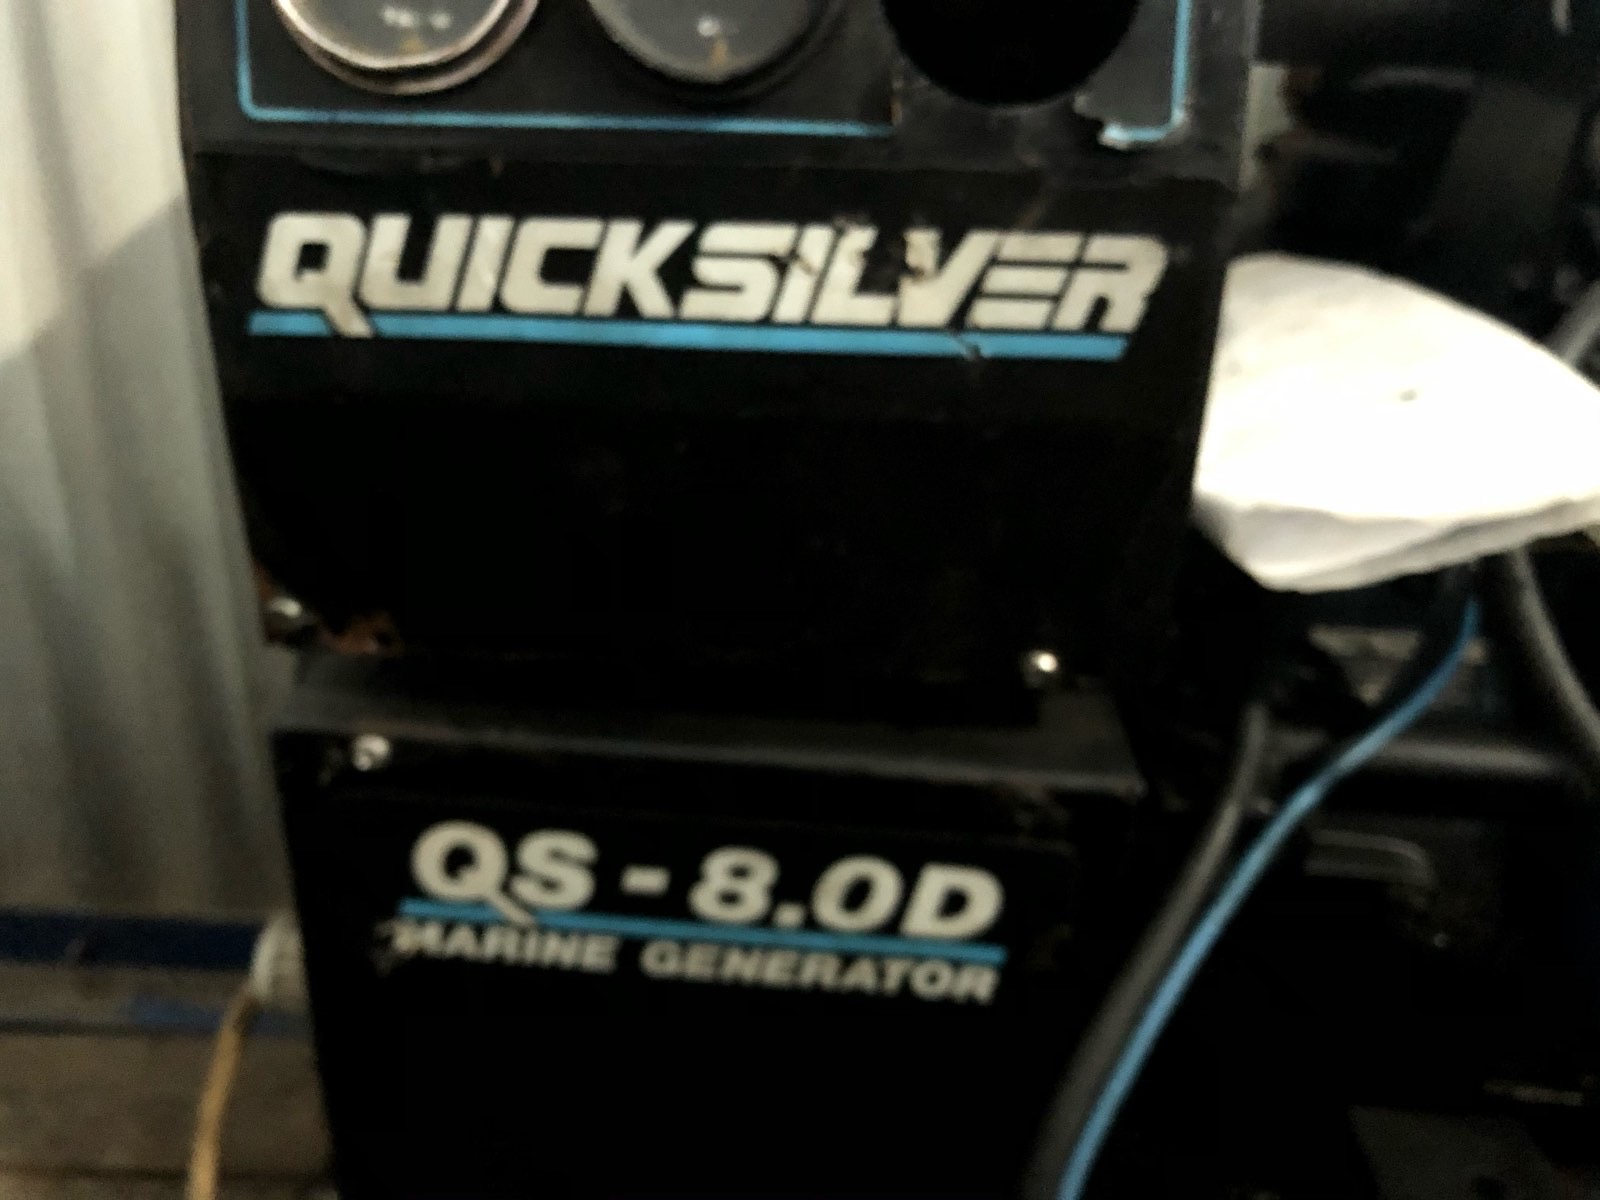 QUICKSILVER
QS - 8.0D
MARINE GENERATOR